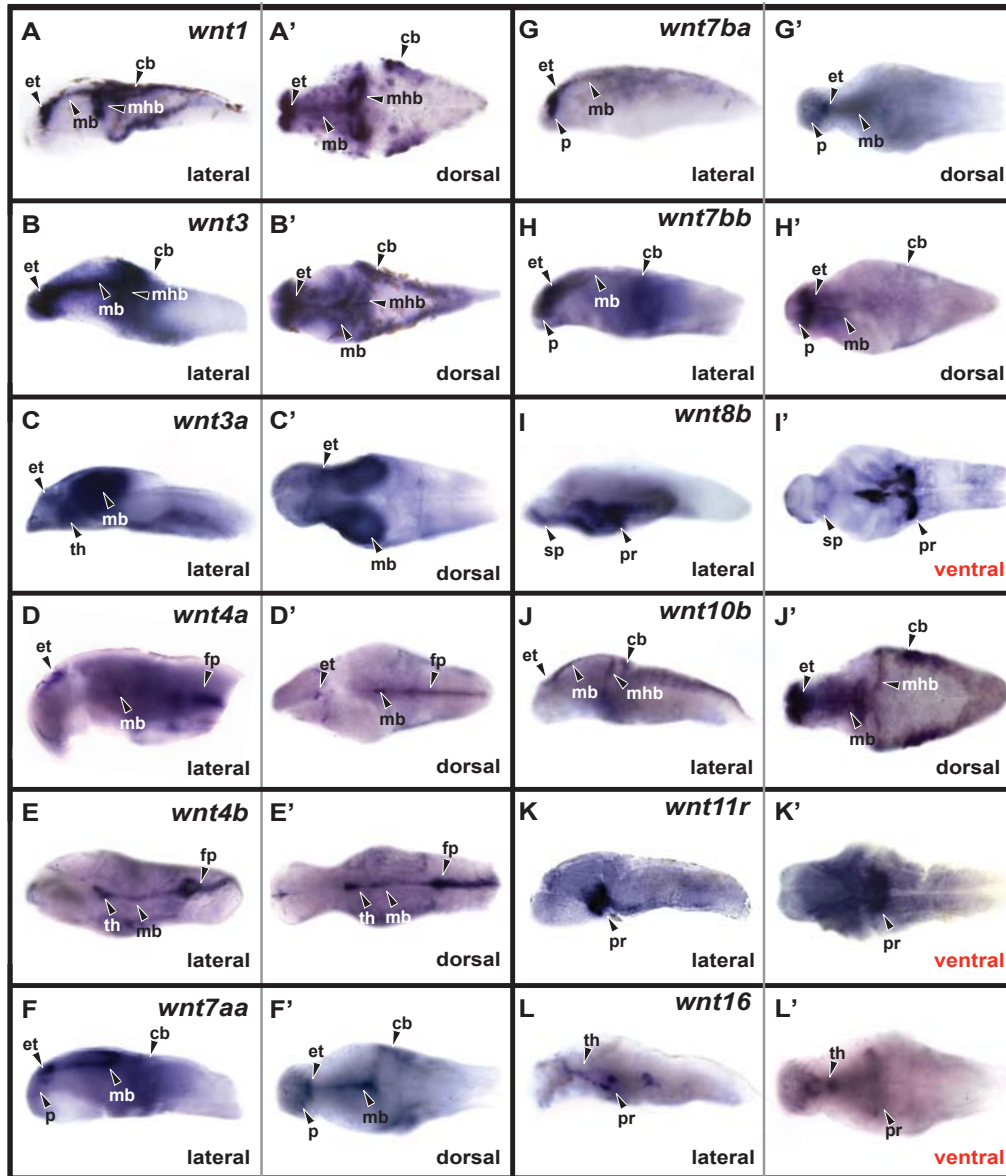 A wnt1 A' G wnt7ba G'
et cb et cb et et
mb mhb mb mhb p mb p mb
lateral dorsal lateral dorsal
B wnt3 B' H wnt7bb H'
et cb et cb et cb et cb
mb mhb mb mhb p mb p mb
lateral dorsal lateral dorsal
C wnt3a C' I wnt8b I'
et mb th et mb sp pr sp pr
lateral dorsal lateral ventral
D wnt4a D' J wnt10b J'
et fp et fp et cb et cb
mb mb mb mhb mb mhb
lateral dorsal lateral dorsal
E wnt4b E' K wnt11r K'
fp fp
th mb th mb pr pr
lateral dorsal lateral ventral
F wnt7aa F' L wnt16 L'
et cb et cb th th
p mb p mb pr pr
lateral dorsal lateral ventral